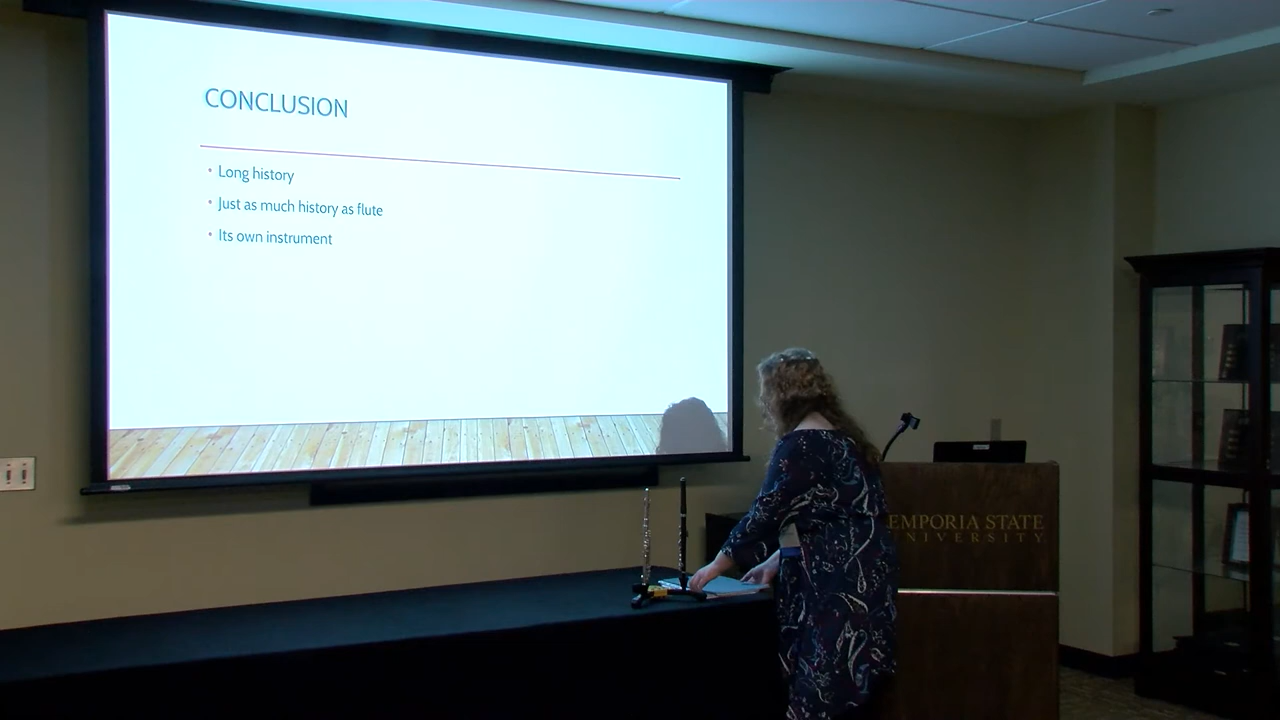 CONCLUSION
• Long history
• Just as much history as flute
• Its own instrument
EMPORIA STATE
UNIVERSITY